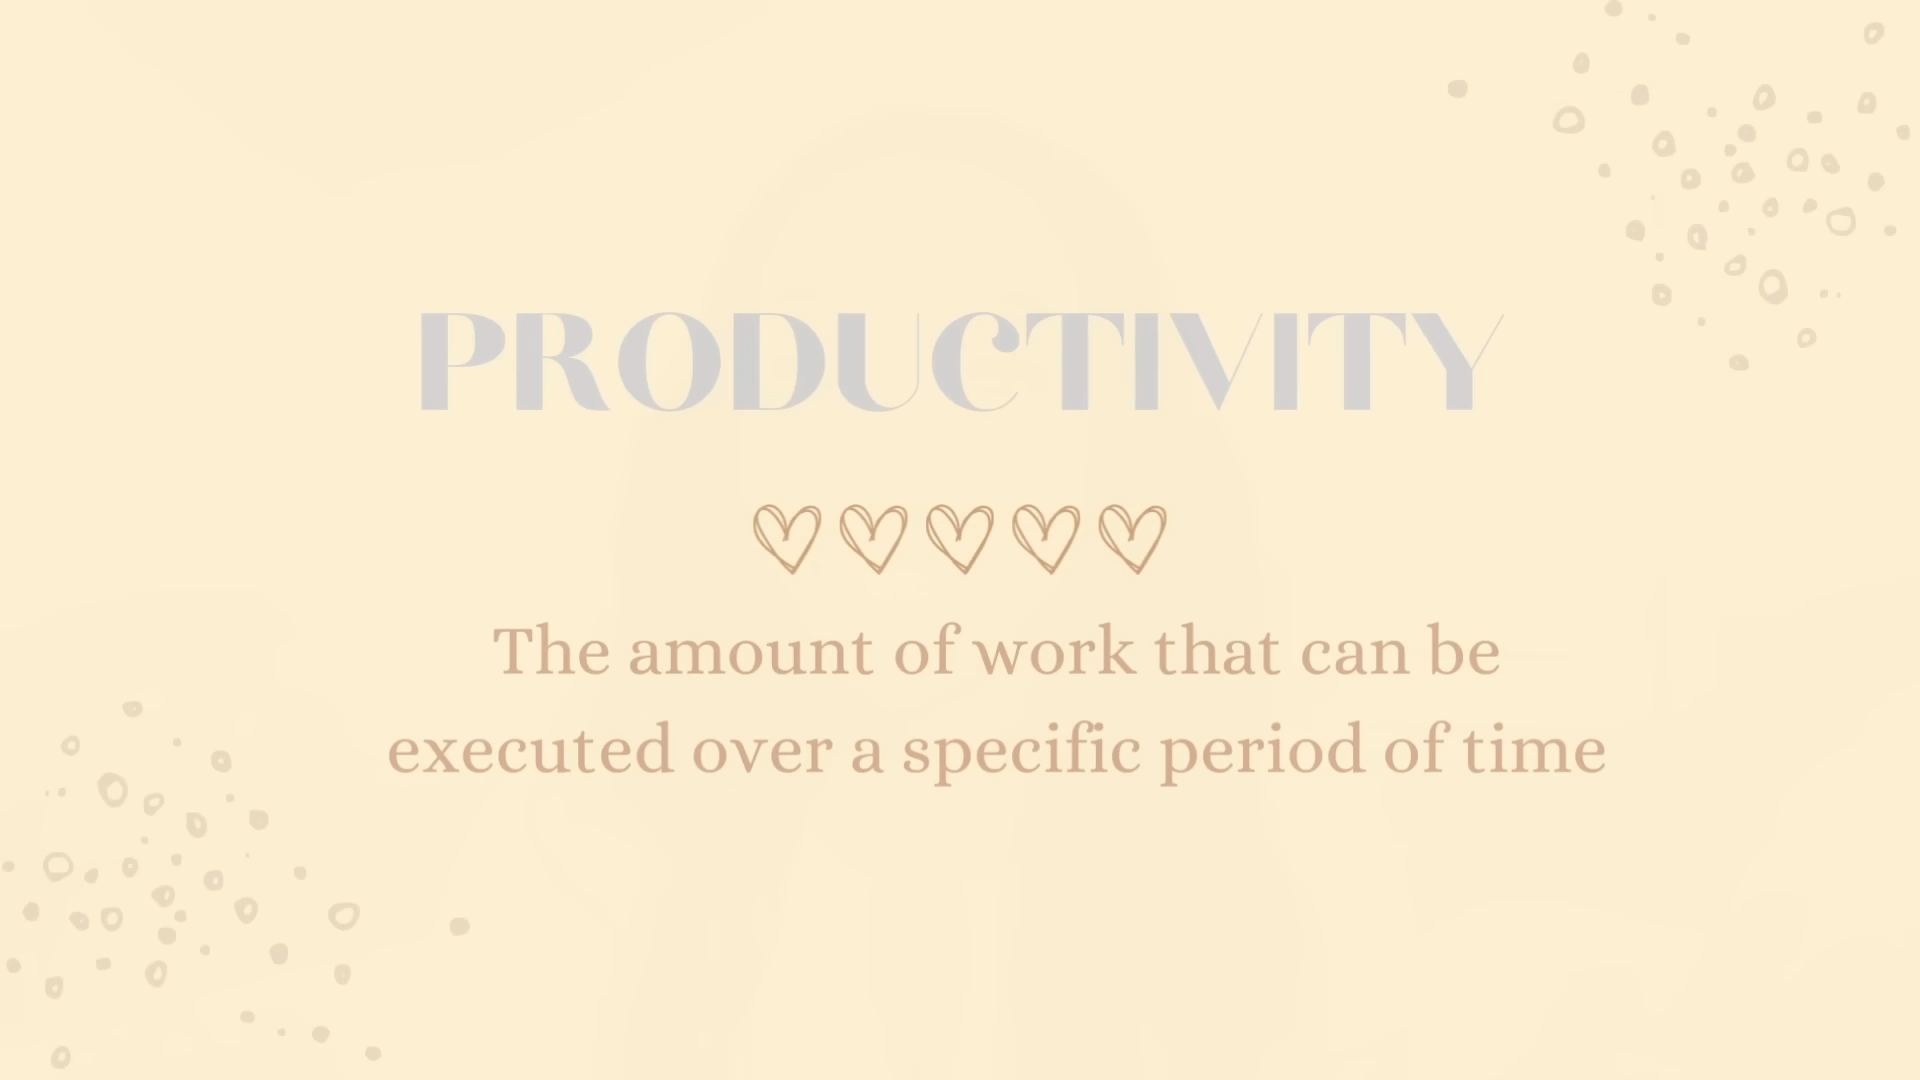 PRODUCTIVITY
The amount of work that can be
executed over a specific period of time